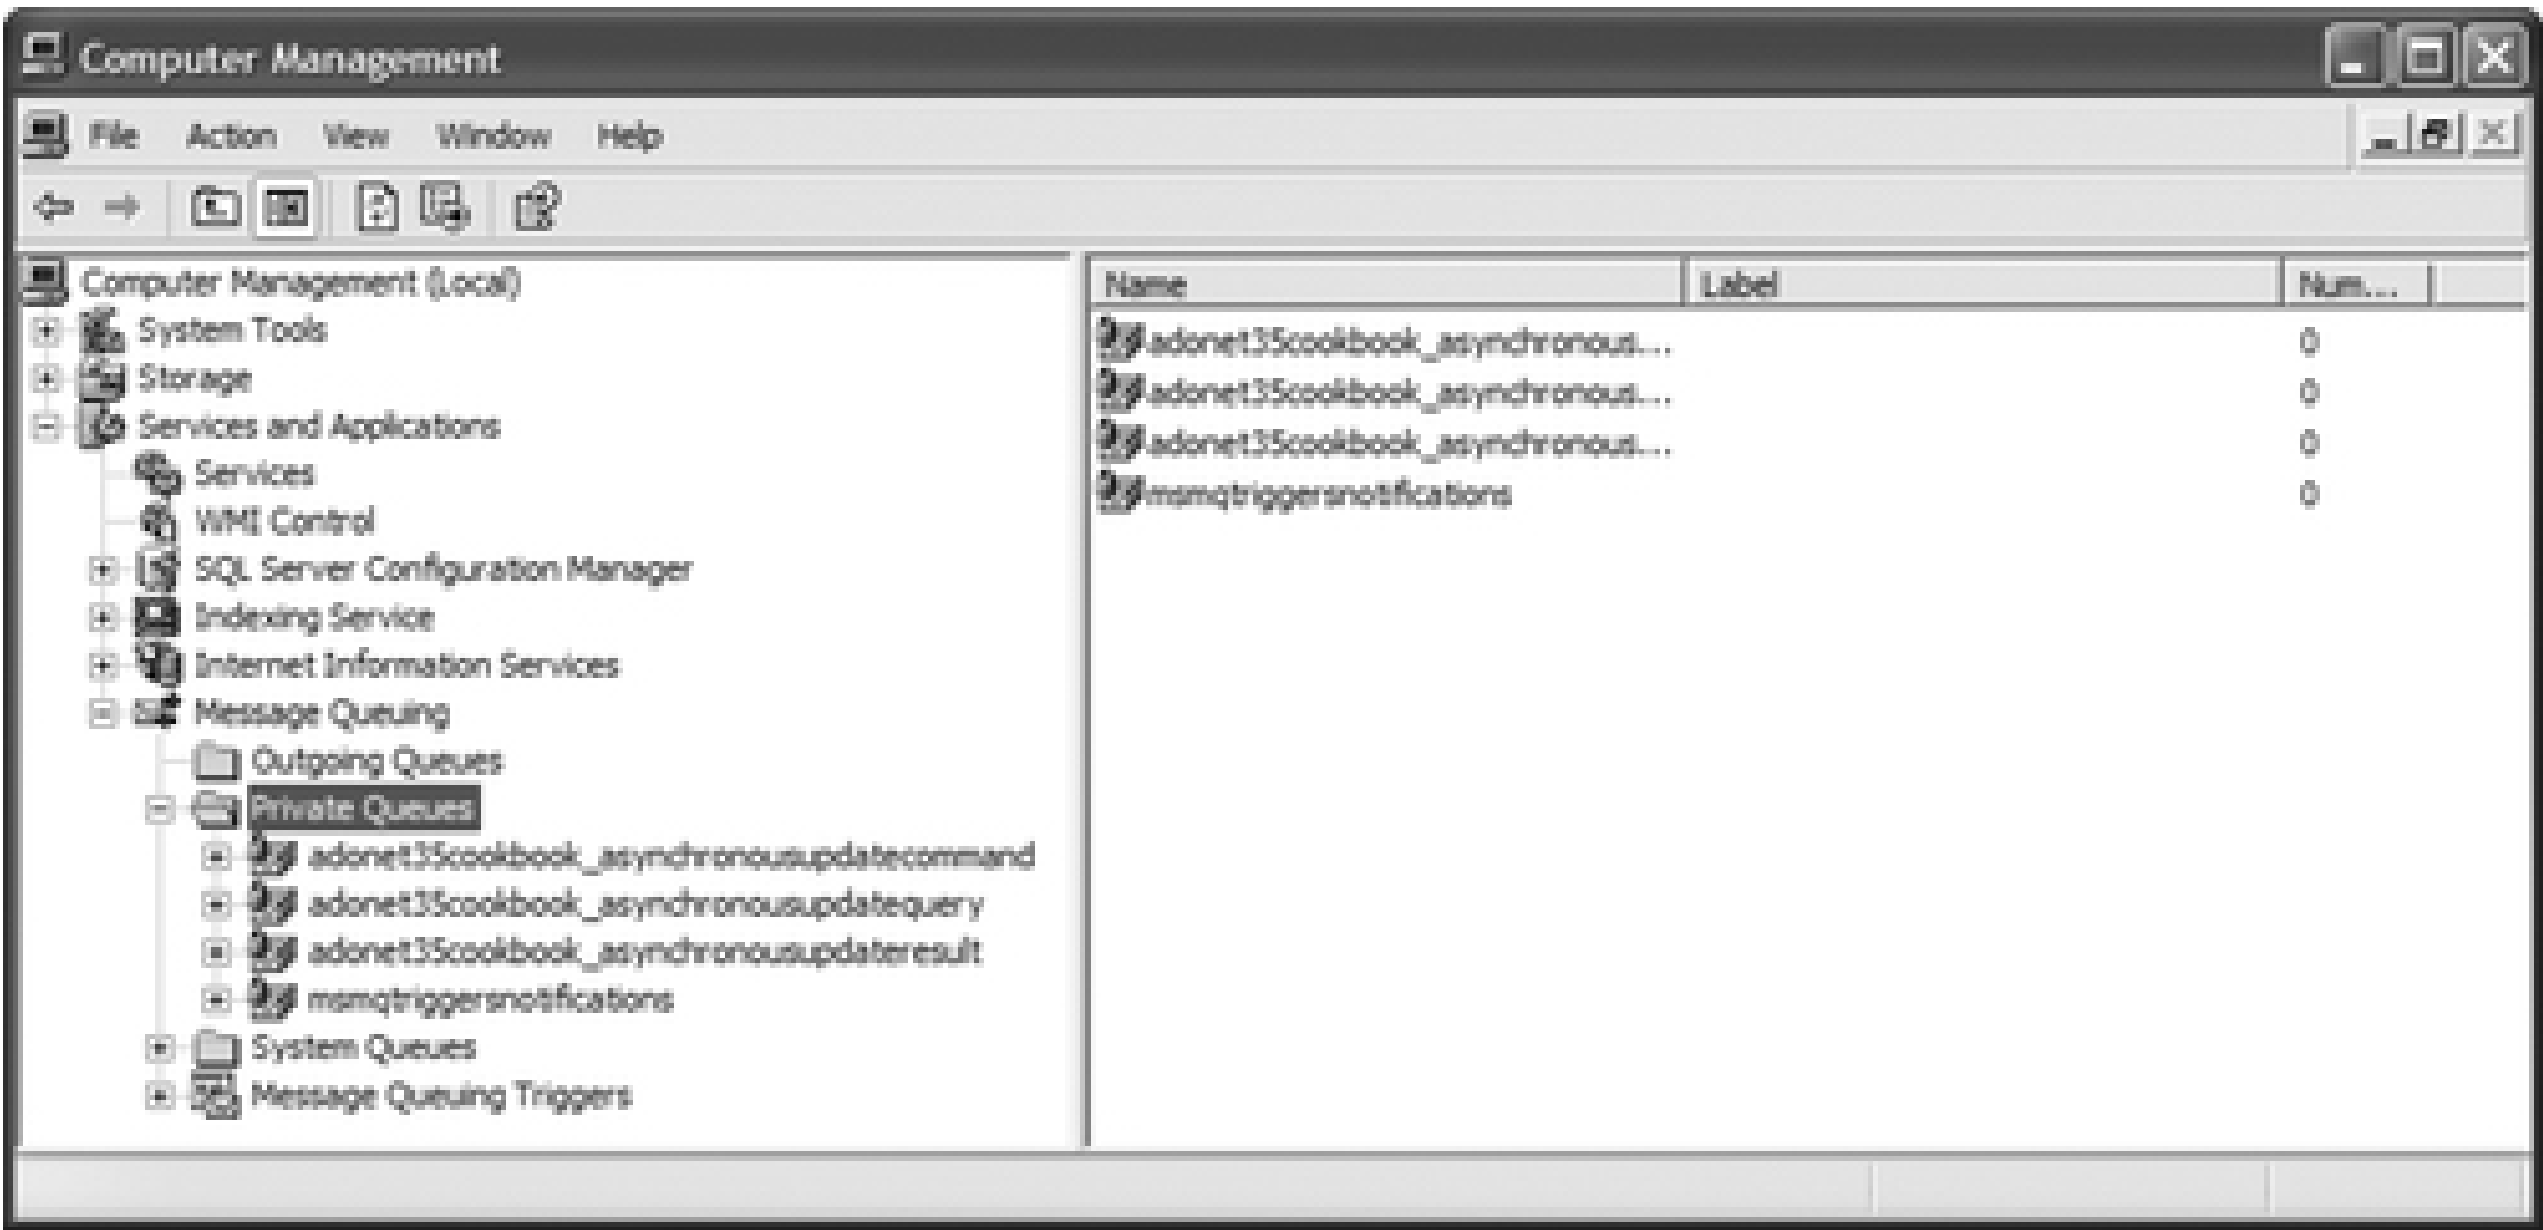 Computer Management
File Action View Window Help
Computer Management (Local)
System Tools
Storage
Services and Applications
Services
WMI Control
SQL Server Configuration Manager
Indexing Service
Internet Information Services
Message Queuing
Outgoing Queues
Private Queues
adonet35cookbook_asynchronousupdatecommand
adonet35cookbook_asynchronousupdatequery
adonet35cookbook_asynchronousupdateresult
msmqtriggersnotifications
System Queues
Message Queuing Triggers
Name Label Num...
adonet35cookbook_asynchronous... 0
adonet35cookbook_asynchronous... 0
adonet35cookbook_asynchronous... 0
msmqtriggersnotifications 0